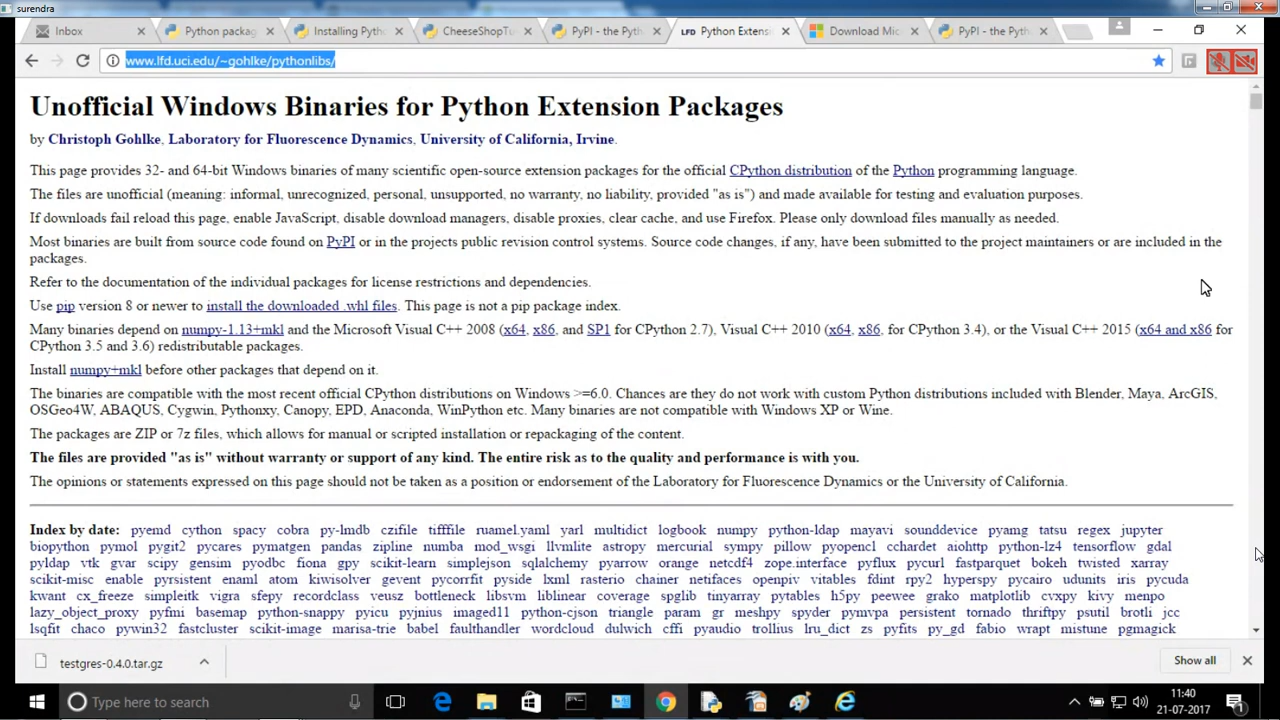 surendra
Inbox
Python packag
Installing Pytho
CheeseShopTu
PyPI - the Pyth
LFD Python Extensi
Download Mic
PyPI - the Pyth
www.lfd.uci.edu/~gohlke/pythonlibs/
Unofficial Windows Binaries for Python Extension Packages
by Christoph Gohlke, Laboratory for Fluorescence Dynamics, University of California, Irvine.
This page provides 32- and 64-bit Windows binaries of many scientific open-source extension packages for the official CPython distribution of the Python programming language.
The files are unofficial (meaning: informal, unrecognized, personal, unsupported, no warranty, no liability, provided "as is") and made available for testing and evaluation purposes.
If downloads fail reload this page, enable JavaScript, disable download managers, disable proxies, clear cache, and use Firefox. Please only download files manually as needed.
Most binaries are built from source code found on PyPI or in the projects public revision control systems. Source code changes, if any, have been submitted to the project maintainers or are included in the
packages.
Refer to the documentation of the individual packages for license restrictions and dependencies.
Use pip version 8 or newer to install the downloaded .whl files. This page is not a pip package index.
Many binaries depend on numpy-1.13+mkl and the Microsoft Visual C++ 2008 (x64, x86, and SP1 for CPython 2.7), Visual C++ 2010 (x64, x86, for CPython 3.4), or the Visual C++ 2015 (x64 and x86 for
CPython 3.5 and 3.6) redistributable packages.
Install numpy+mkl before other packages that depend on it.
The binaries are compatible with the most recent official CPython distributions on Windows >=6.0. Chances are they do not work with custom Python distributions included with Blender, Maya, ArcGIS,
OSGeo4W, ABAQUS, Cygwin, Pythonxy, Canopy, EPD, Anaconda, WinPython etc. Many binaries are not compatible with Windows XP or Wine.
The packages are ZIP or 7z files, which allows for manual or scripted installation or repackaging of the content.
The files are provided "as is" without warranty or support of any kind. The entire risk as to the quality and performance is with you.
The opinions or statements expressed on this page should not be taken as a position or endorsement of the Laboratory for Fluorescence Dynamics or the University of California.
Index by date: pyemd cython spacy cobra py-lmdb czifile tifffile ruamel.yaml yarl multidict logbook numpy python-ldap mayavi sounddevice pyamg tatsu regex jupyter
biopython pymol pygit2 pycares pymatgen pandas zipline numba mod_wsgi llvmlite astropy mercurial sympy pillow pyopencl cchardet aiohttp python-lz4 tensorflow gdal
pyldap vtk gvar scipy gensim pyodbc fiona gpy scikit-learn simplejson sqlalchemy pyarrow orange netcdf4 zope.interface pyflux pycurl fastparquet bokeh twisted xarray
scikit-misc enable pyrsistent enaml atom kiwisolver gevent pycorrfit pyside lxml rasterio chainer netifaces openpiv vitables fdint rpy2 hyperspy pycairo udunits iris pycuda
kwant cx_freeze simpleitk vigra sfepy recordclass veusz bottleneck libsvm liblinear coverage spglib tinyarray pytables h5py peewee grako matplotlib cvxpy kivy menpo
lazy_object_proxy pyfmi basemap python-snappy pyicu pyjnius imaged11 python-cjson triangle param gr meshpy spyder pymvpa persistent tornado thriftpy psutil brotli jcc
lsqfit chaco pywin32 fastcluster scikit-image marisa-trie babel faulthandler wordcloud dulwich cffi pyaudio trollius lru_dict zs pyfits py_gd fabio wrapt mistune pgmagick
testgres-0.4.0.tar.gz
Show all
Type here to search
11:40
21-07-2017
1